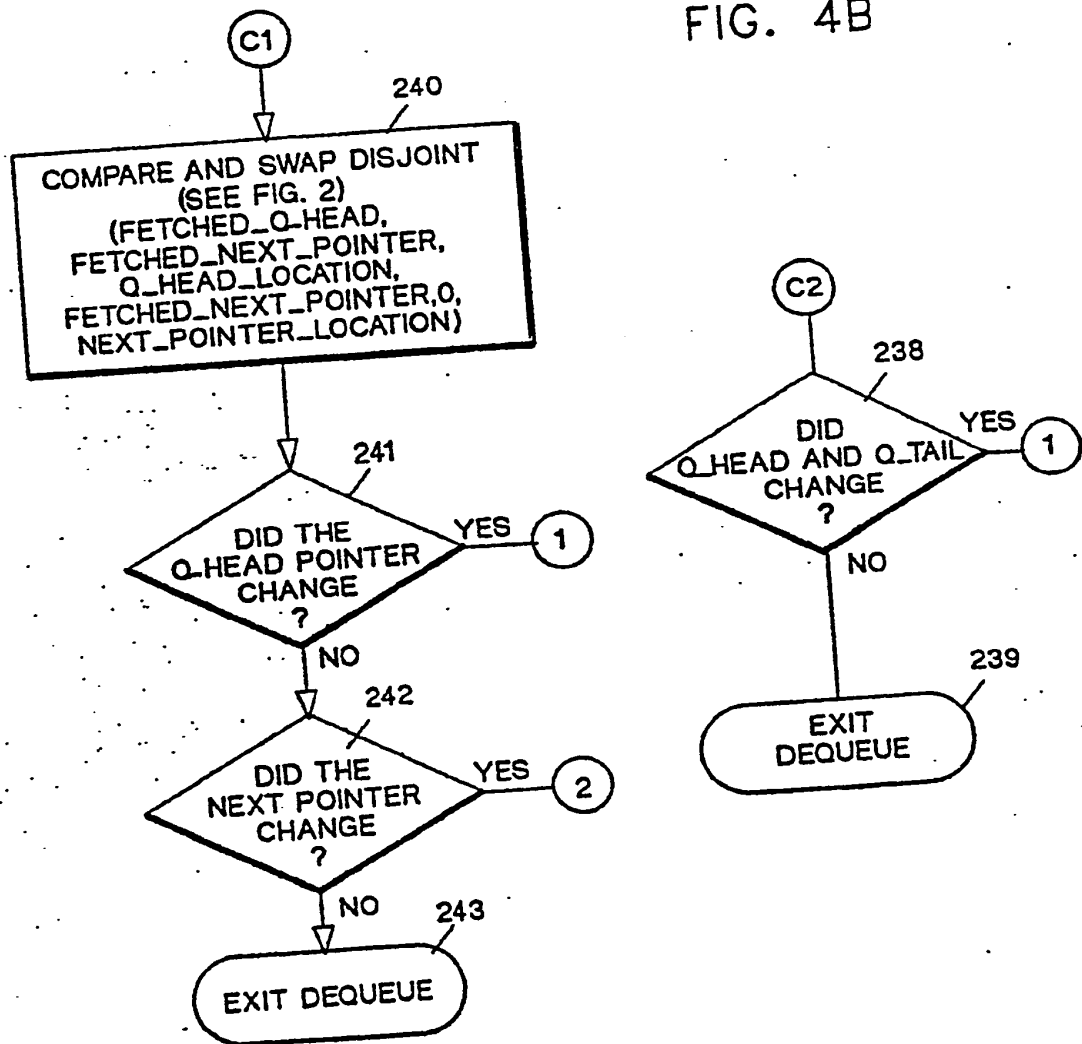 FIG. 4B
C1
240
COMPARE AND SWAP DISJOINT
(SEE FIG. 2)
(FETCHED_Q_HEAD,
FETCHED_NEXT_POINTER,
Q_HEAD_LOCATION,
FETCHED_NEXT_POINTER,0,
NEXT_POINTER_LOCATION)
241
DID THE
Q_HEAD POINTER
CHANGE
?
YES
1
NO
242
DID THE
NEXT POINTER
CHANGE
?
YES
2
NO
243
EXIT DEQUEUE
C2
238
DID
Q_HEAD AND Q_TAIL
CHANGE
?
YES
1
NO
239
EXIT
DEQUEUE